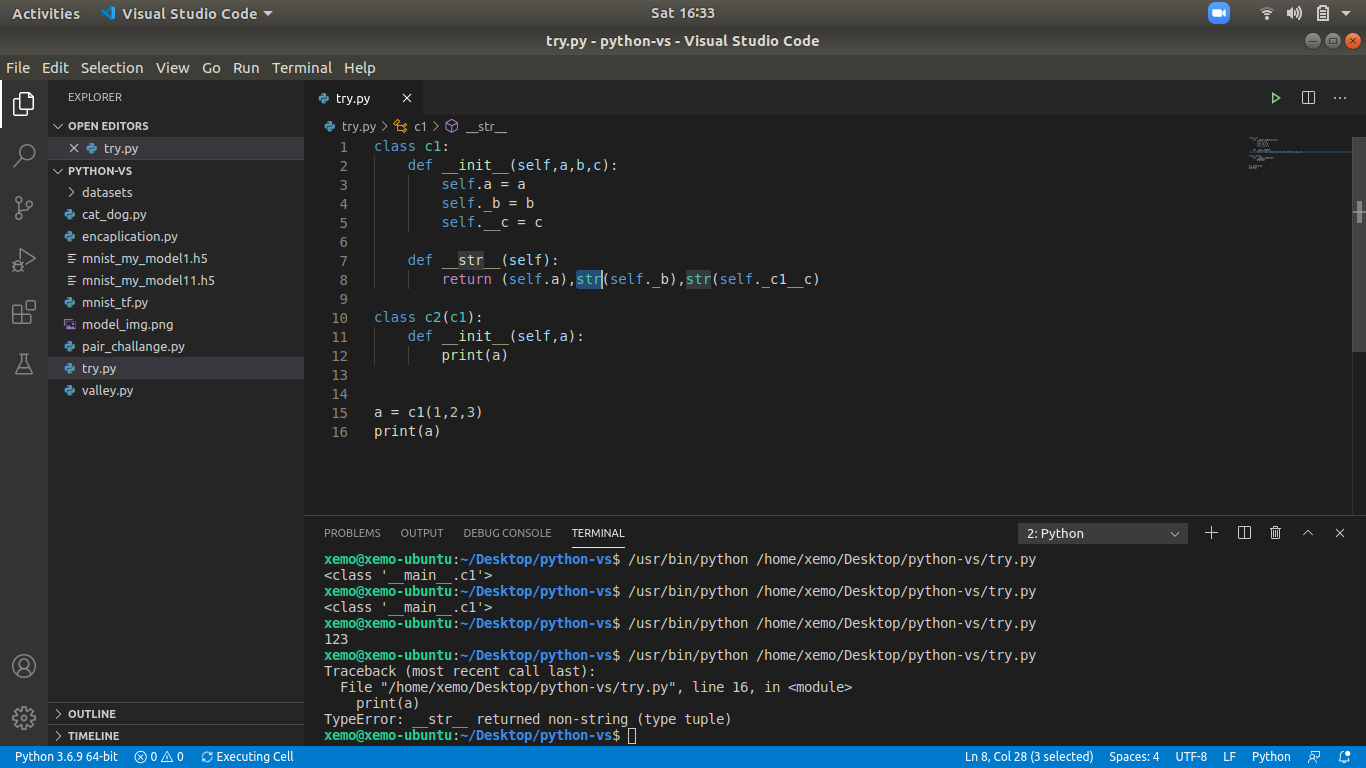 Activities Visual Studio Code Sat 16:33
try.py - python-vs - Visual Studio Code
File Edit Selection View Go Run Terminal Help
EXPLORER
OPEN EDITORS
try.py
PYTHON-VS
datasets
cat_dog.py
encaplication.py
mnist_my_model1.h5
mnist_my_model11.h5
mnist_tf.py
model_img.png
pair_challange.py
try.py
valley.py
OUTLINE
TIMELINE
try.py
try.py > c1 > __str__
1 class c1:
2 def __init__(self,a,b,c):
3 self.a = a
4 self._b = b
5 self.__c = c
6
7 def __str__(self):
8 return (self.a),str(self._b),str(self._c1__c)
9
10 class c2(c1):
11 def __init__(self,a):
12 print(a)
13
14
15 a = c1(1,2,3)
16 print(a)
PROBLEMS OUTPUT DEBUG CONSOLE TERMINAL 2: Python
xemo@xemo-ubuntu:~/Desktop/python-vs$ /usr/bin/python /home/xemo/Desktop/python-vs/try.py
<class '__main__.c1'>
xemo@xemo-ubuntu:~/Desktop/python-vs$ /usr/bin/python /home/xemo/Desktop/python-vs/try.py
<class '__main__.c1'>
xemo@xemo-ubuntu:~/Desktop/python-vs$ /usr/bin/python /home/xemo/Desktop/python-vs/try.py
123
xemo@xemo-ubuntu:~/Desktop/python-vs$ /usr/bin/python /home/xemo/Desktop/python-vs/try.py
Traceback (most recent call last):
File "/home/xemo/Desktop/python-vs/try.py", line 16, in <module>
print(a)
TypeError: __str__ returned non-string (type tuple)
xemo@xemo-ubuntu:~/Desktop/python-vs$
Python 3.6.9 64-bit 0 0 Executing Cell Ln 8, Col 28 (3 selected) Spaces: 4 UTF-8 LF Python